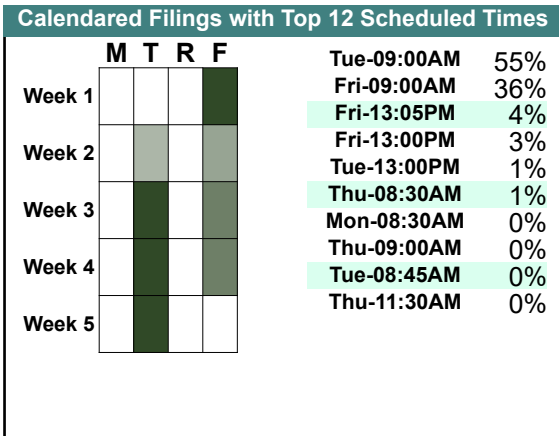 Calendared Filings with Top 12 Scheduled Times
M T R F
Week 1
Week 2
Week 3
Week 4
Week 5
Tue-09:00AM 55%
Fri-09:00AM 36%
Fri-13:05PM 4%
Fri-13:00PM 3%
Tue-13:00PM 1%
Thu-08:30AM 1%
Mon-08:30AM 0%
Thu-09:00AM 0%
Tue-08:45AM 0%
Thu-11:30AM 0%